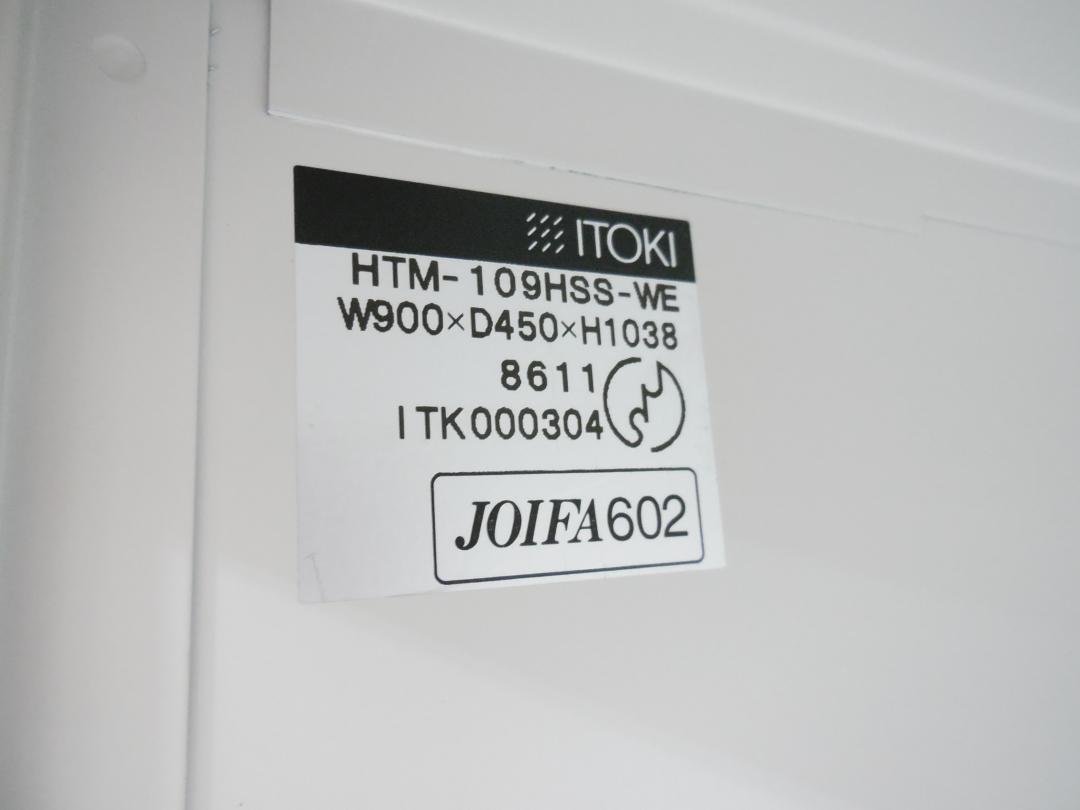 ITOKI
HTM-109HSS-WE
W900×D450×H1038
8611
ITK000304
JOIFA602